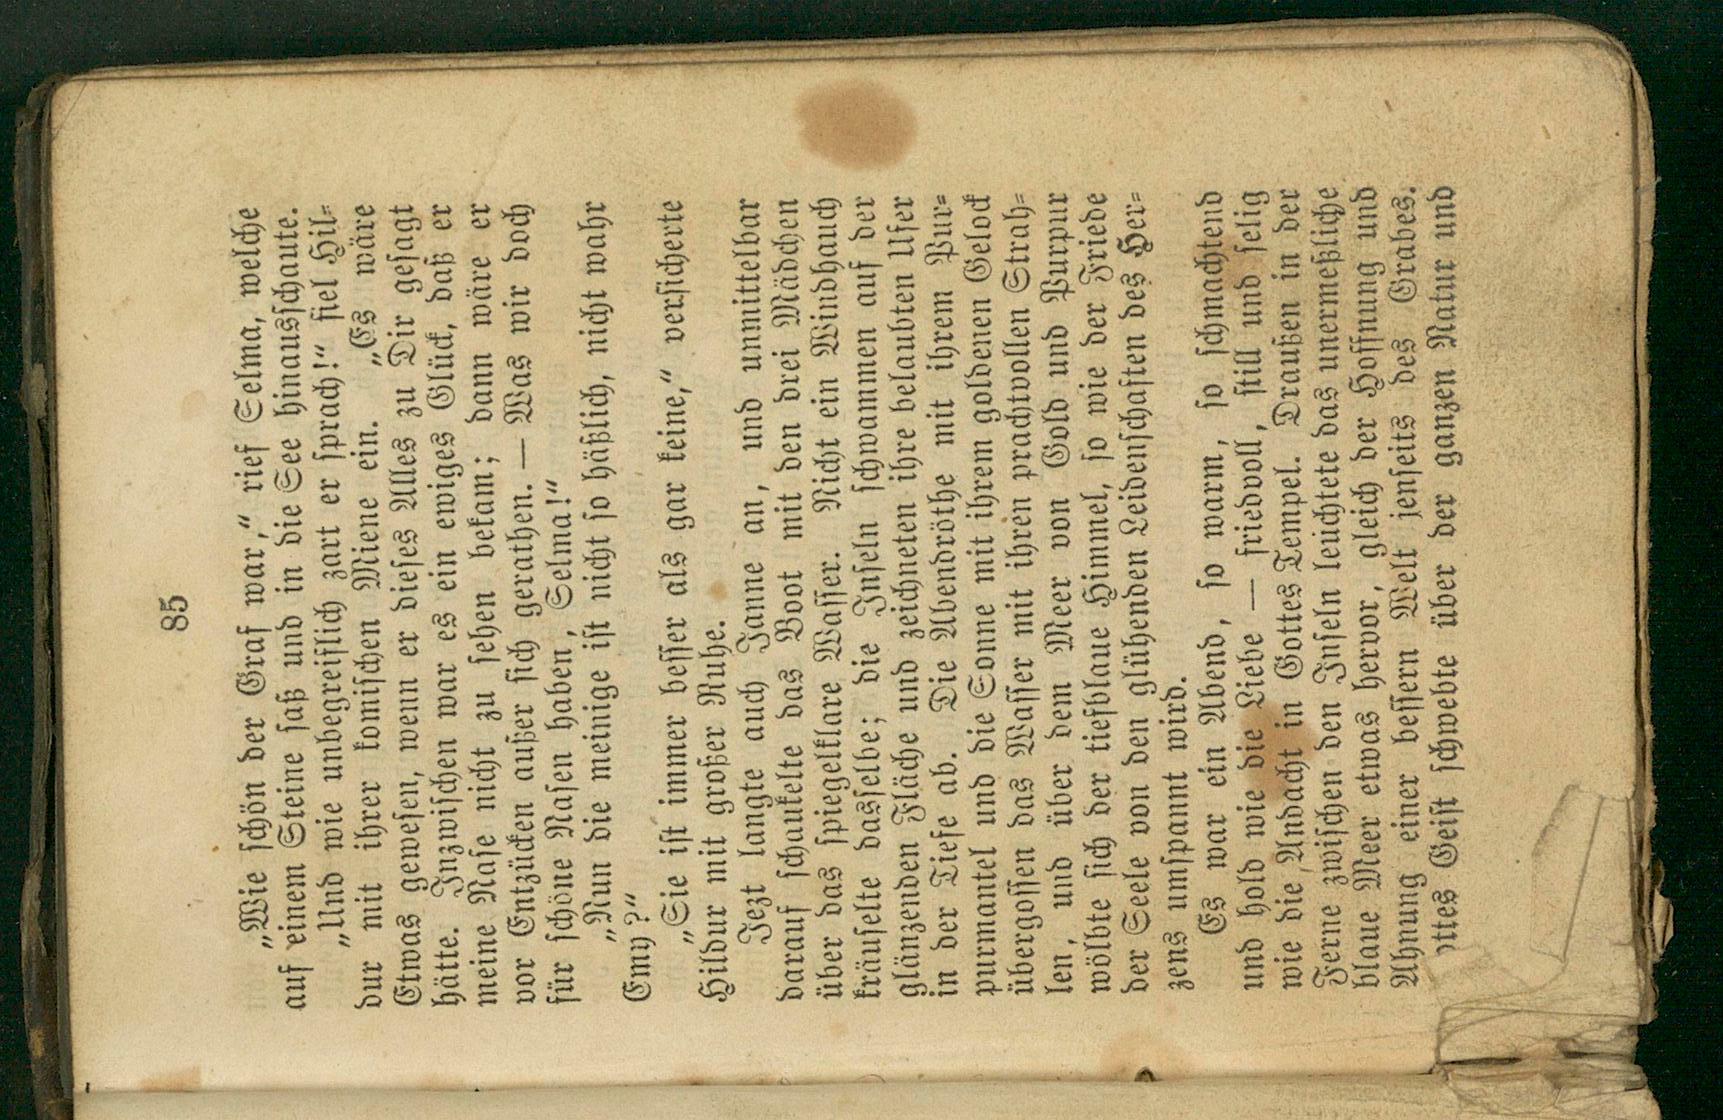 85
„Wie schön der Graf war,“ rief Selma, welche
auf einem Steine saß und in die See hinausschaute.
„Und wie unbegreiflich zart er sprach!“ fiel Hil-
dur mit ihrer komischen Miene ein. „Es wäre
Etwas gewesen, wenn er dieses Alles zu Dir gesagt
hätte. Inzwischen war es ein ewiges Glück, daß er
meine Nase nicht zu sehen bekam; dann wäre er
vor Entzücken außer sich gerathen. — Was wir doch
für schöne Nasen haben, Selma!“
„Nun die meinige ist nicht so häßlich, nicht wahr
Emy?“
„Sie ist immer besser als gar keine,“ versicherte
Hildur mit großer Ruhe.
Jezt langte auch Janne an, und unmittelbar
darauf schaukelte das Boot mit den drei Mädchen
über das spiegelklare Wasser. Nicht ein Windhauch
kräuselte dasselbe; die Inseln schwammen auf der
glänzenden Fläche und zeichneten ihre belaubten Ufer
in der Tiefe ab. Die Abendröthe mit ihrem Pur-
purmantel und die Sonne mit ihrem goldenen Gelock
übergossen das Wasser mit ihren prachtvollen Strah-
len, und über dem Meer von Gold und Purpur
wölbte sich der tiefblaue Himmel, so wie der Friede
der Seele von den glühenden Leidenschaften des Her-
zens umspannt wird.
Es war ein Abend, so warm, so schmachtend
und hold wie die Liebe — friedvoll, still und selig
wie die Andacht in Gottes Tempel. Draußen in der
Ferne zwischen den Inseln leuchtete das unermeßliche
blaue Meer etwas hervor, gleich der Hoffnung und
Ahnung einer bessern Welt jenseits des Grabes.
ottes Geist schwebte über der ganzen Natur und